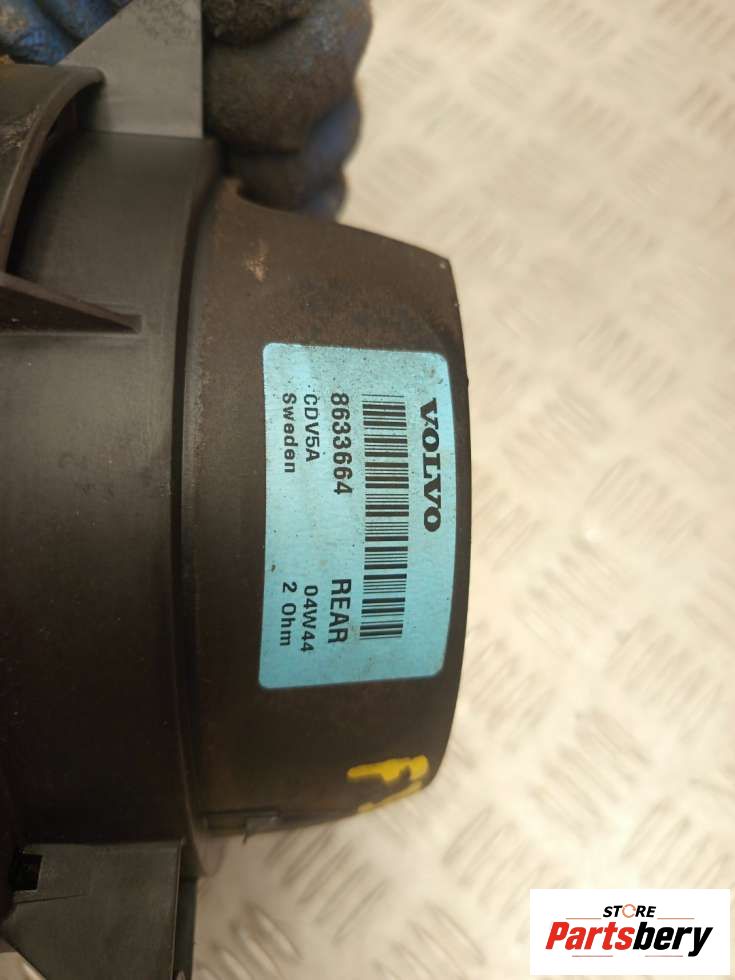 VOLVO
8633664 REAR
CDV5A 04W44
Sweden 2 Ohm
STORE
Partsbery